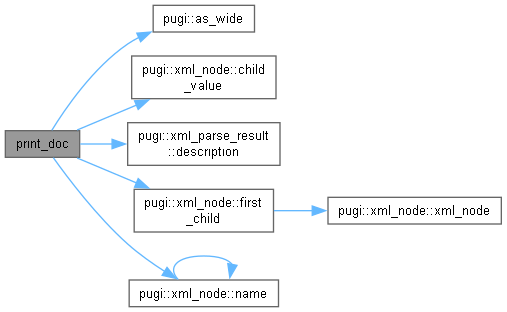 pugi::as_wide
pugi::xml_node::child
_value
print_doc
pugi::xml_parse_result
::description
pugi::xml_node::first
_child
pugi::xml_node::xml_node
pugi::xml_node::name